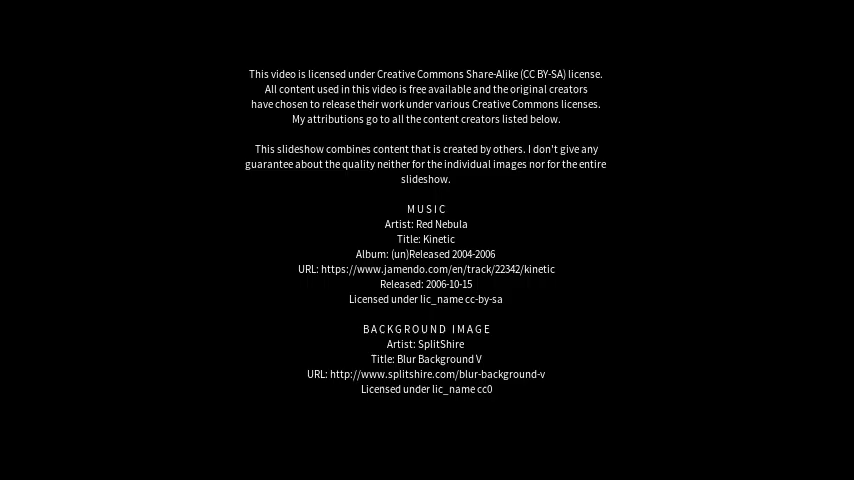 This video is licensed under Creative Commons Share-Alike (CC BY-SA) license.
All content used in this video is free available and the original creators
have chosen to release their work under various Creative Commons licenses.
My attributions go to all the content creators listed below.
This slideshow combines content that is created by others. I don't give any
guarantee about the quality neither for the individual images nor for the entire
slideshow.
MUSIC
Artist: Red Nebula
Title: Kinetic
Album: (un)Released 2004-2006
URL: https://www.jamendo.com/en/track/22342/kinetic
Released: 2006-10-15
Licensed under lic_name cc-by-sa
BACKGROUND IMAGE
Artist: SplitShire
Title: Blur Background V
URL: http://www.splitshire.com/blur-background-v
Licensed under lic_name cc0